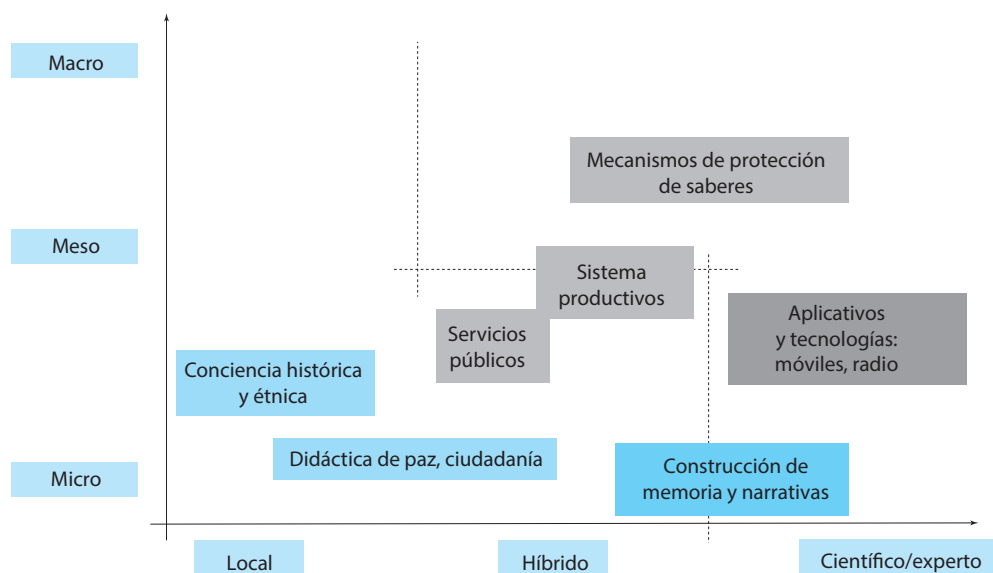 Macro
Mecanismos de protección
de saberes
Meso
Sistema
productivos
Aplicativos
y tecnologías:
móviles, radio
Servicios
públicos
Conciencia histórica
y étnica
Didáctica de paz, ciudadanía
Construcción de
memoria y narrativas
Micro
Local
Híbrido
Científico/experto